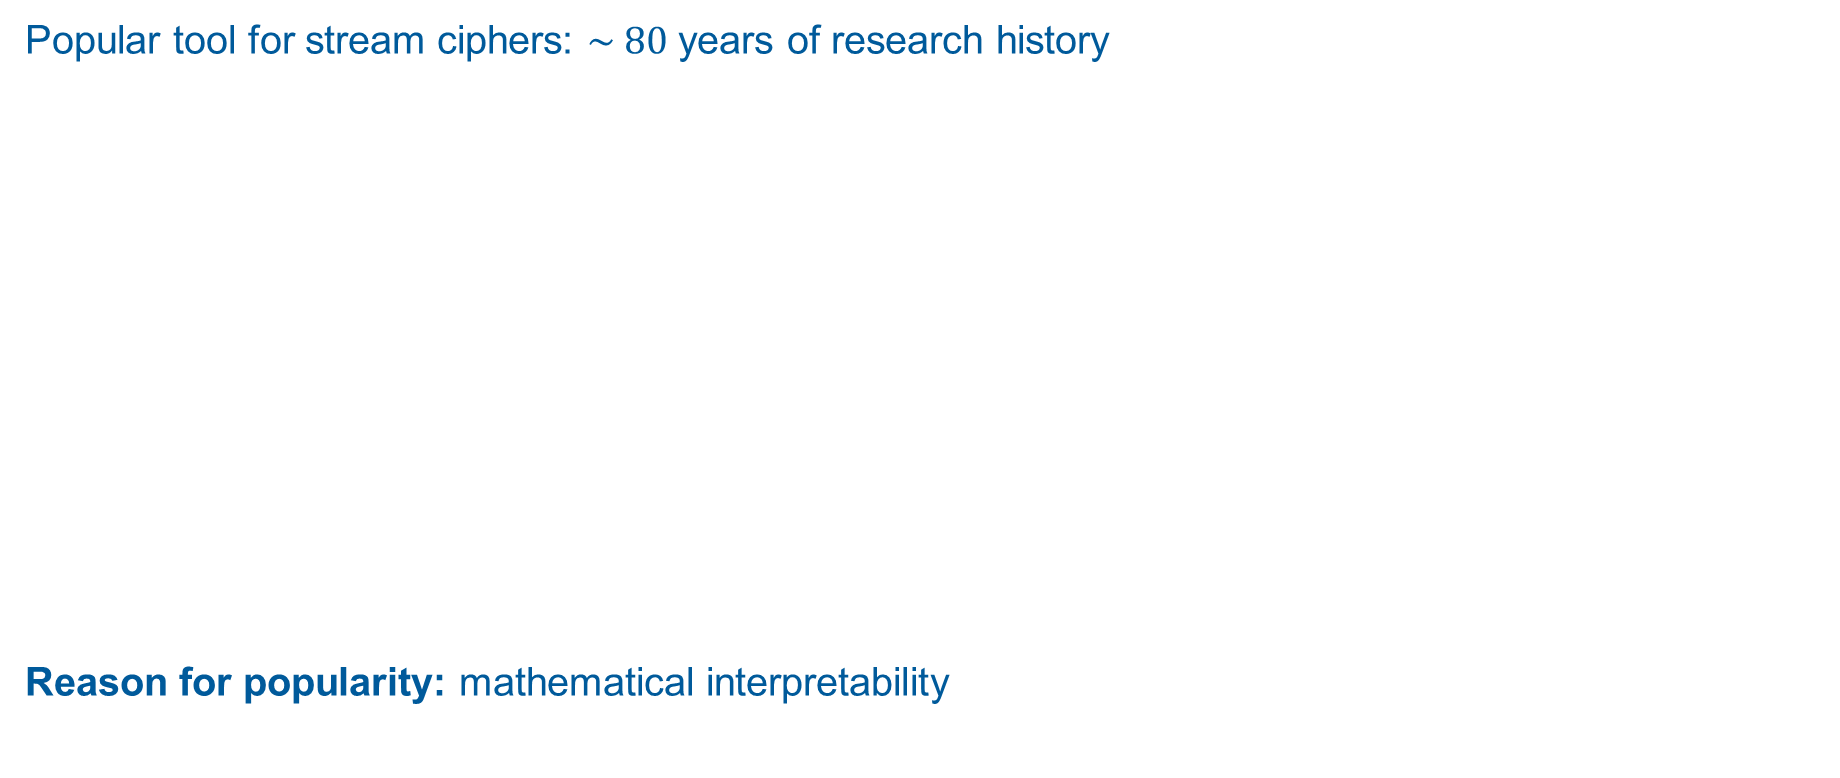 Popular tool for stream ciphers: ~ 80 years of research history
Reason for popularity: mathematical interpretability